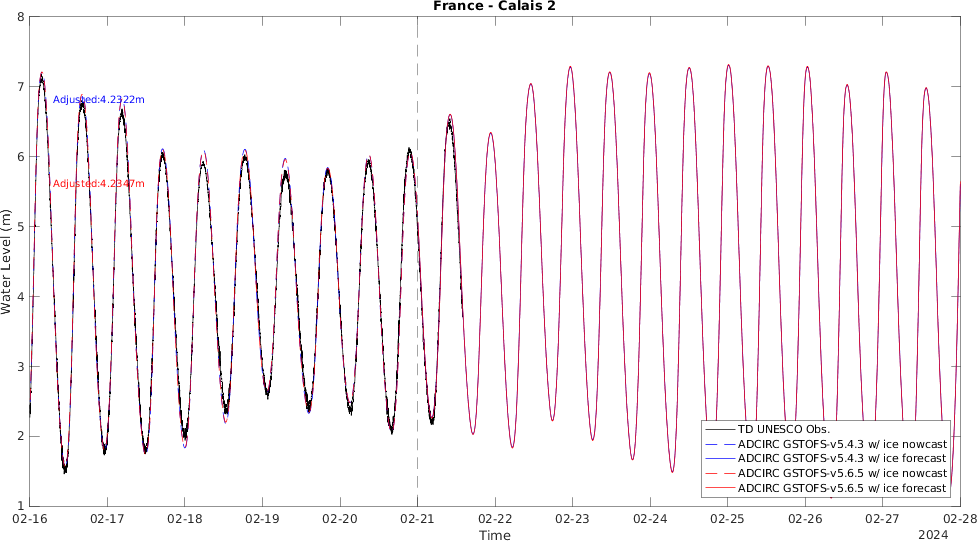 France - Calais 2
8
7
6
5
4
3
2
1
Water Level (m)
Adjusted:4.2322m
Adjusted:4.2347m
TD UNESCO Obs.
ADCIRC GSTOFS-v5.4.3 w/ ice nowcast
ADCIRC GSTOFS-v5.4.3 w/ ice forecast
ADCIRC GSTOFS-v5.6.5 w/ ice nowcast
ADCIRC GSTOFS-v5.6.5 w/ ice forecast
02-16 02-17 02-18 02-19 02-20 02-21 02-22 02-23 02-24 02-25 02-26 02-27 02-28
Time
2024